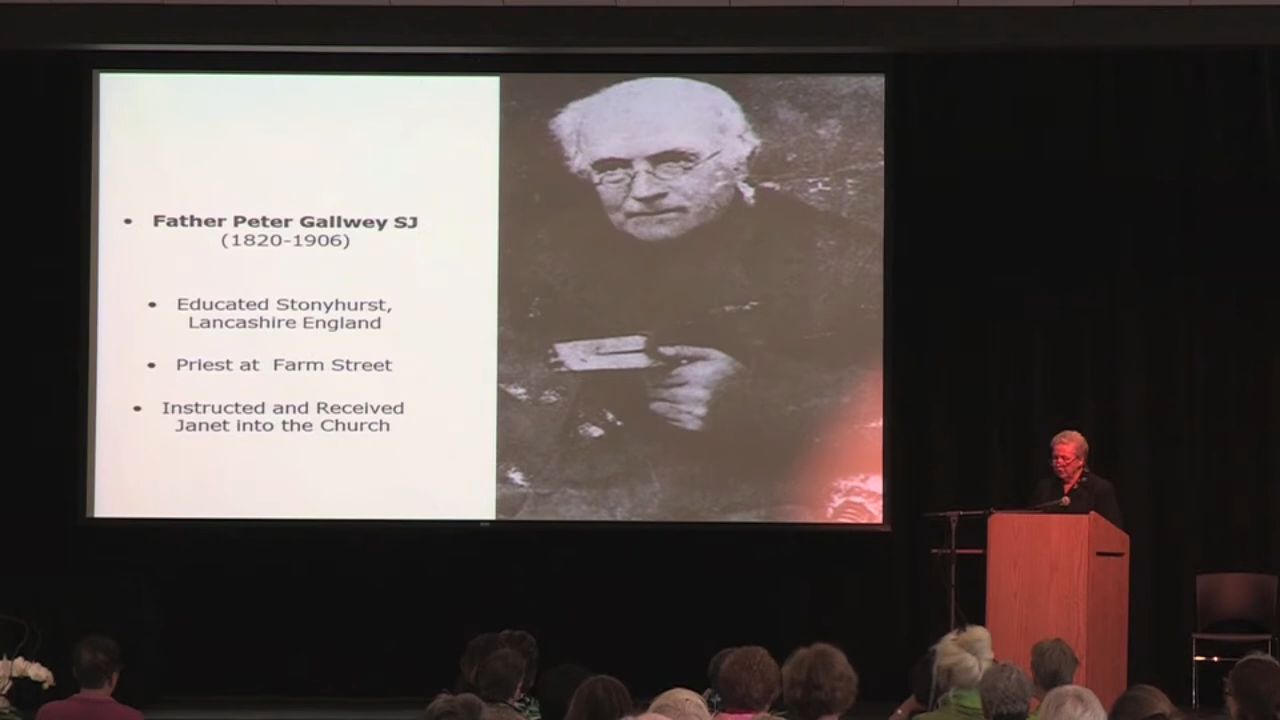 • Father Peter Gallwey SJ
(1820-1906)
• Educated Stonyhurst,
Lancashire England
• Priest at Farm Street
• Instructed and Received
Janet into the Church